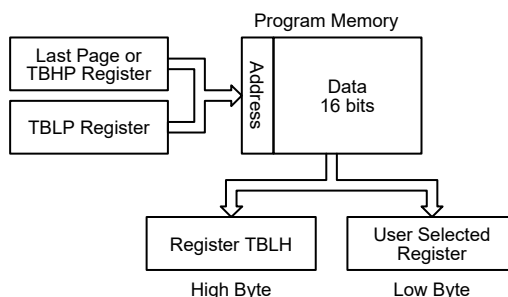 Program Memory
Last Page or
TBHP Register
TBLP Register
Address
Data
16 bits
Register TBLH
User Selected
Register
High Byte
Low Byte